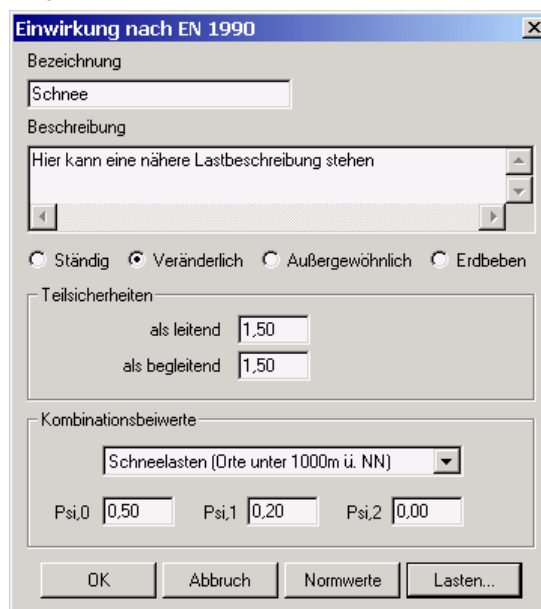 Einwirkung nach EN 1990
Bezeichnung
Schnee
Beschreibung
Hier kann eine nähere Lastbeschreibung stehen
Ständig Veränderlich Außergewöhnlich Erdbeben
Teilsicherheiten
als leitend 1,50
als begleitend 1,50
Kombinationsbeiwerte
Schneelasten (Orte unter 1000m ü. NN)
Psi,0 0,50 Psi,1 0,20 Psi,2 0,00
OK Abbruch Normwerte Lasten...